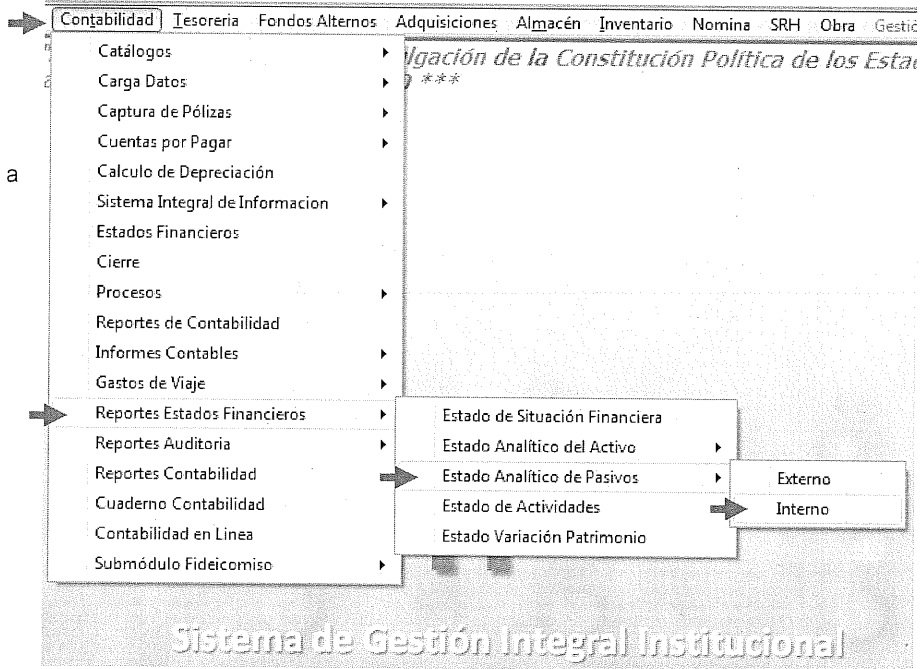 Contabilidad Tesoreria Fondos Alternos Adquisiciones Almacén Inventario Nomina SRH Obra Gestio
lgación de la Constitución Política de los Estad
***
Catálogos
Carga Datos
Captura de Pólizas
Cuentas por Pagar
a
Calculo de Depreciación
Sistema Integral de Informacion
Estados Financieros
Cierre
Procesos
Reportes de Contabilidad
Informes Contables
Gastos de Viaje
Reportes Estados Financieros
Reportes Auditoria
Reportes Contabilidad
Cuaderno Contabilidad
Contabilidad en Linea
Submódulo Fideicomiso
Estado de Situación Financiera
Estado Analítico del Activo
Estado Analítico de Pasivos
Estado de Actividades
Estado Variación Patrimonio
Externo
Interno
Sistema de Gestión Integral Institucional